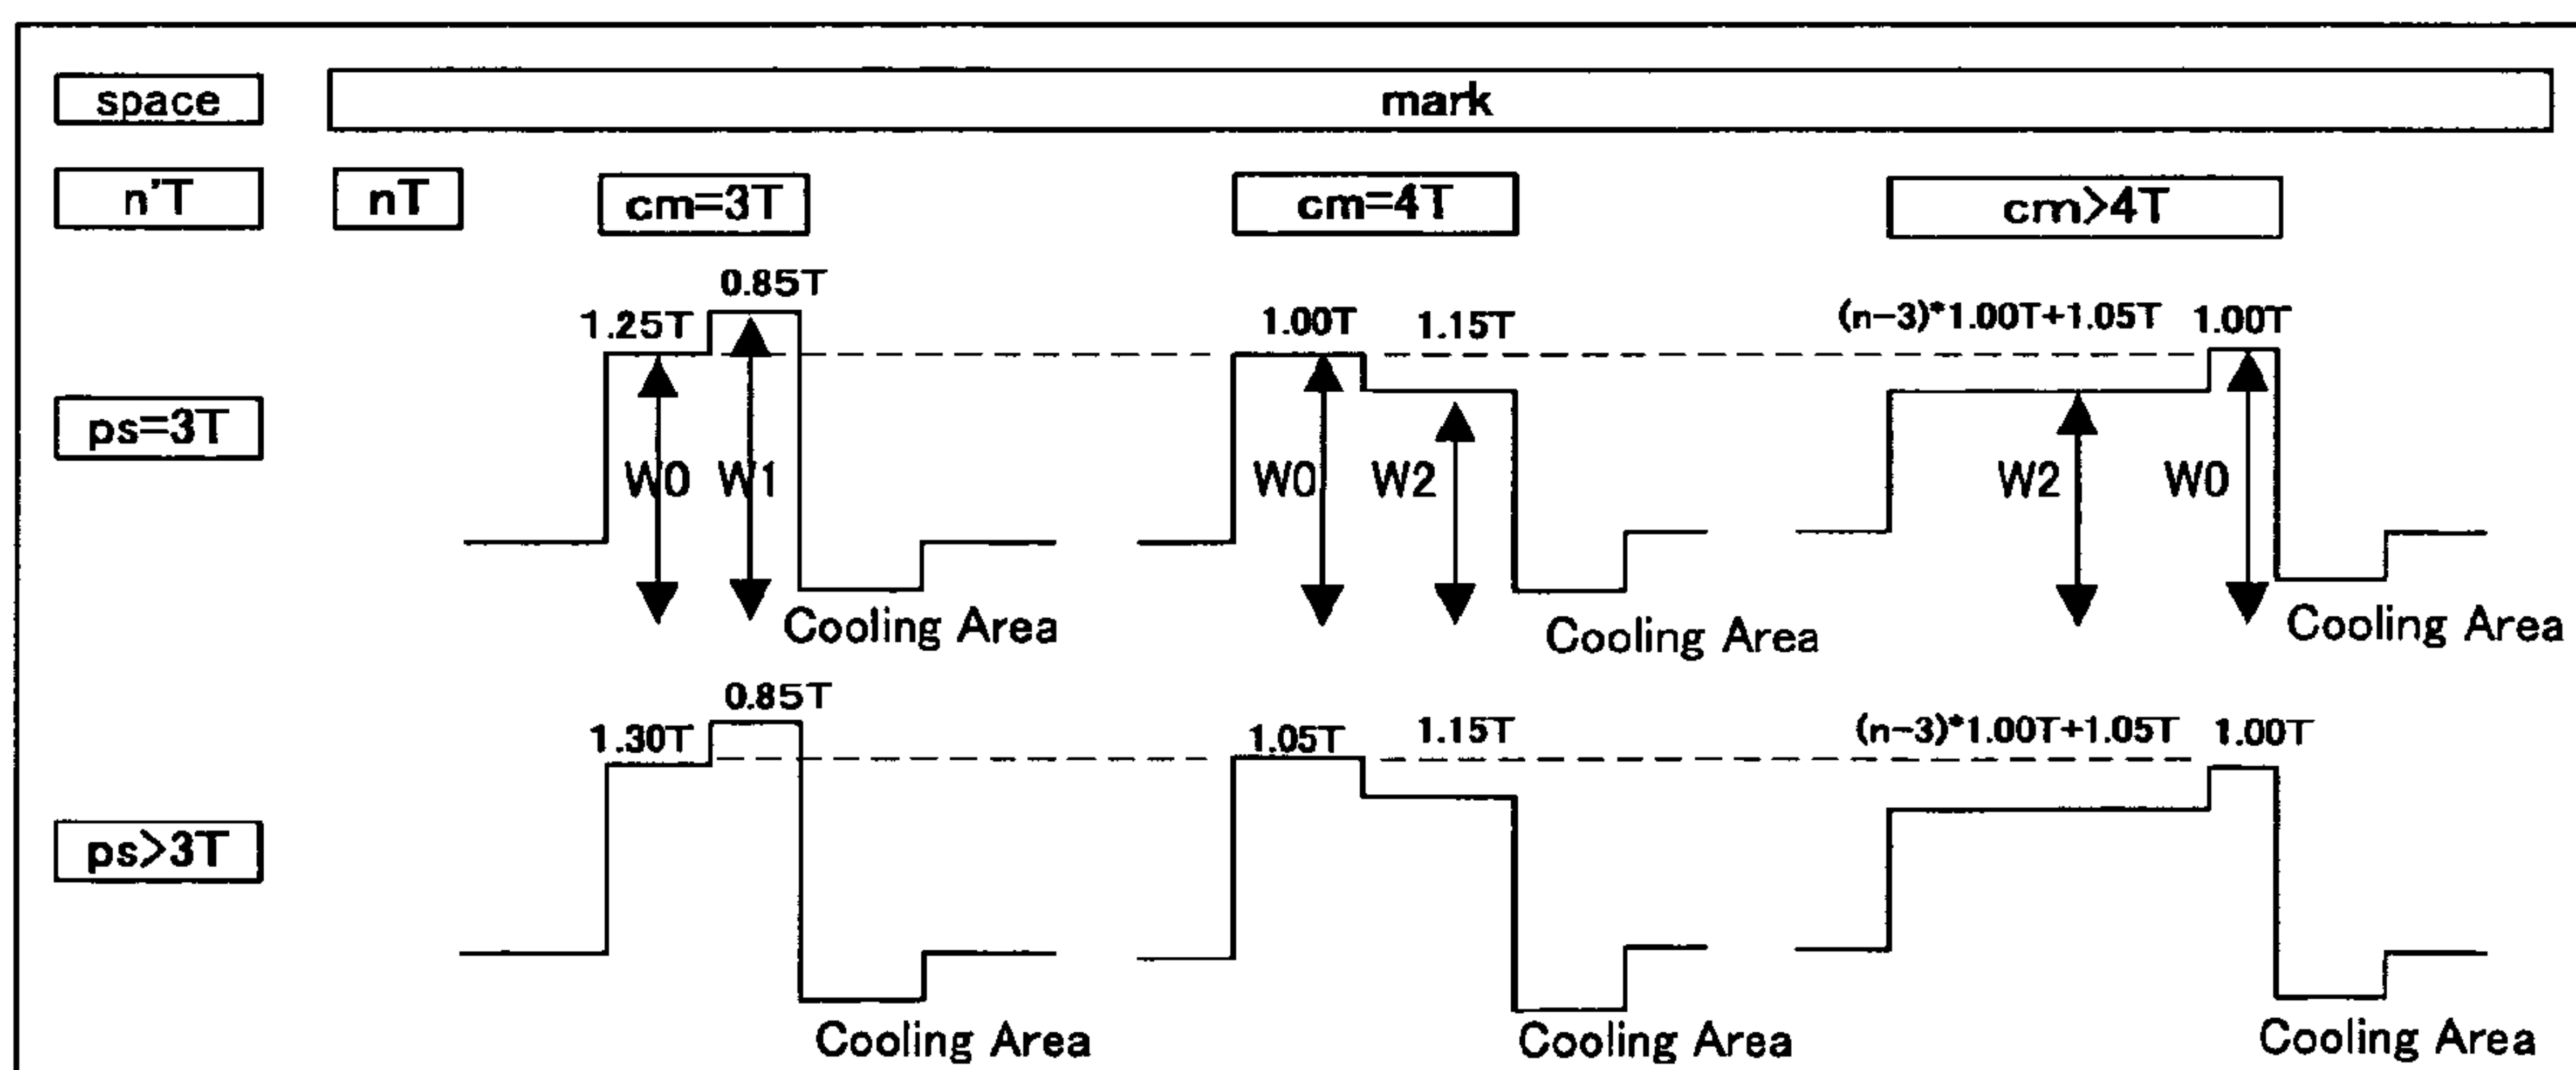 space mark
n'T nT cm=3T cm=4T cm>4T
0.85T
1.25T 1.00T 1.15T (n-3)*1.00T+1.05T 1.00T
ps=3T
W0 W1 W0 W2 W2 W0
Cooling Area Cooling Area Cooling Area
0.85T
1.30T 1.05T 1.15T (n-3)*1.00T+1.05T 1.00T
ps>3T
Cooling Area Cooling Area Cooling Area